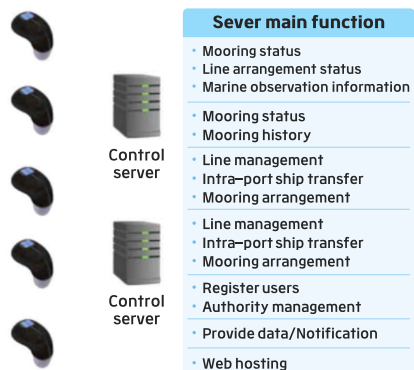 Sever main function
• Mooring status
• Line arrangement status
• Marine observation information
• Mooring status
• Mooring history
• Line management
• Intra-port ship transfer
• Mooring arrangement
• Line management
• Intra-port ship transfer
• Mooring arrangement
• Register users
• Authority management
• Provide data/Notification
• Web hosting
Control
server
Control
server